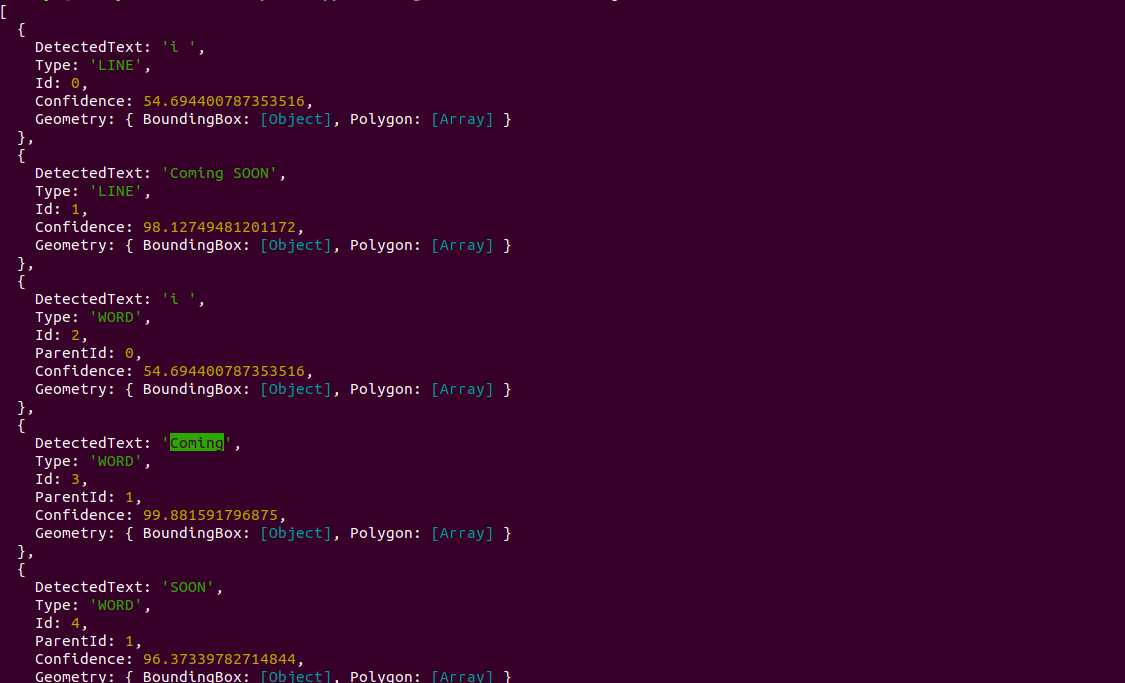 [
  {
    DetectedText: 'i ',
    Type: 'LINE',
    Id: 0,
    Confidence: 54.694400787353516,
    Geometry: { BoundingBox: [Object], Polygon: [Array] }
  },
  {
    DetectedText: 'Coming SOON',
    Type: 'LINE',
    Id: 1,
    Confidence: 98.12749481201172,
    Geometry: { BoundingBox: [Object], Polygon: [Array] }
  },
  {
    DetectedText: 'i ',
    Type: 'WORD',
    Id: 2,
    ParentId: 0,
    Confidence: 54.694400787353516,
    Geometry: { BoundingBox: [Object], Polygon: [Array] }
  },
  {
    DetectedText: 'Coming',
    Type: 'WORD',
    Id: 3,
    ParentId: 1,
    Confidence: 99.881591796875,
    Geometry: { BoundingBox: [Object], Polygon: [Array] }
  },
  {
    DetectedText: 'SOON',
    Type: 'WORD',
    Id: 4,
    ParentId: 1,
    Confidence: 96.37339782714844,
    Geometry: { BoundingBox: [Object], Polygon: [Array] }